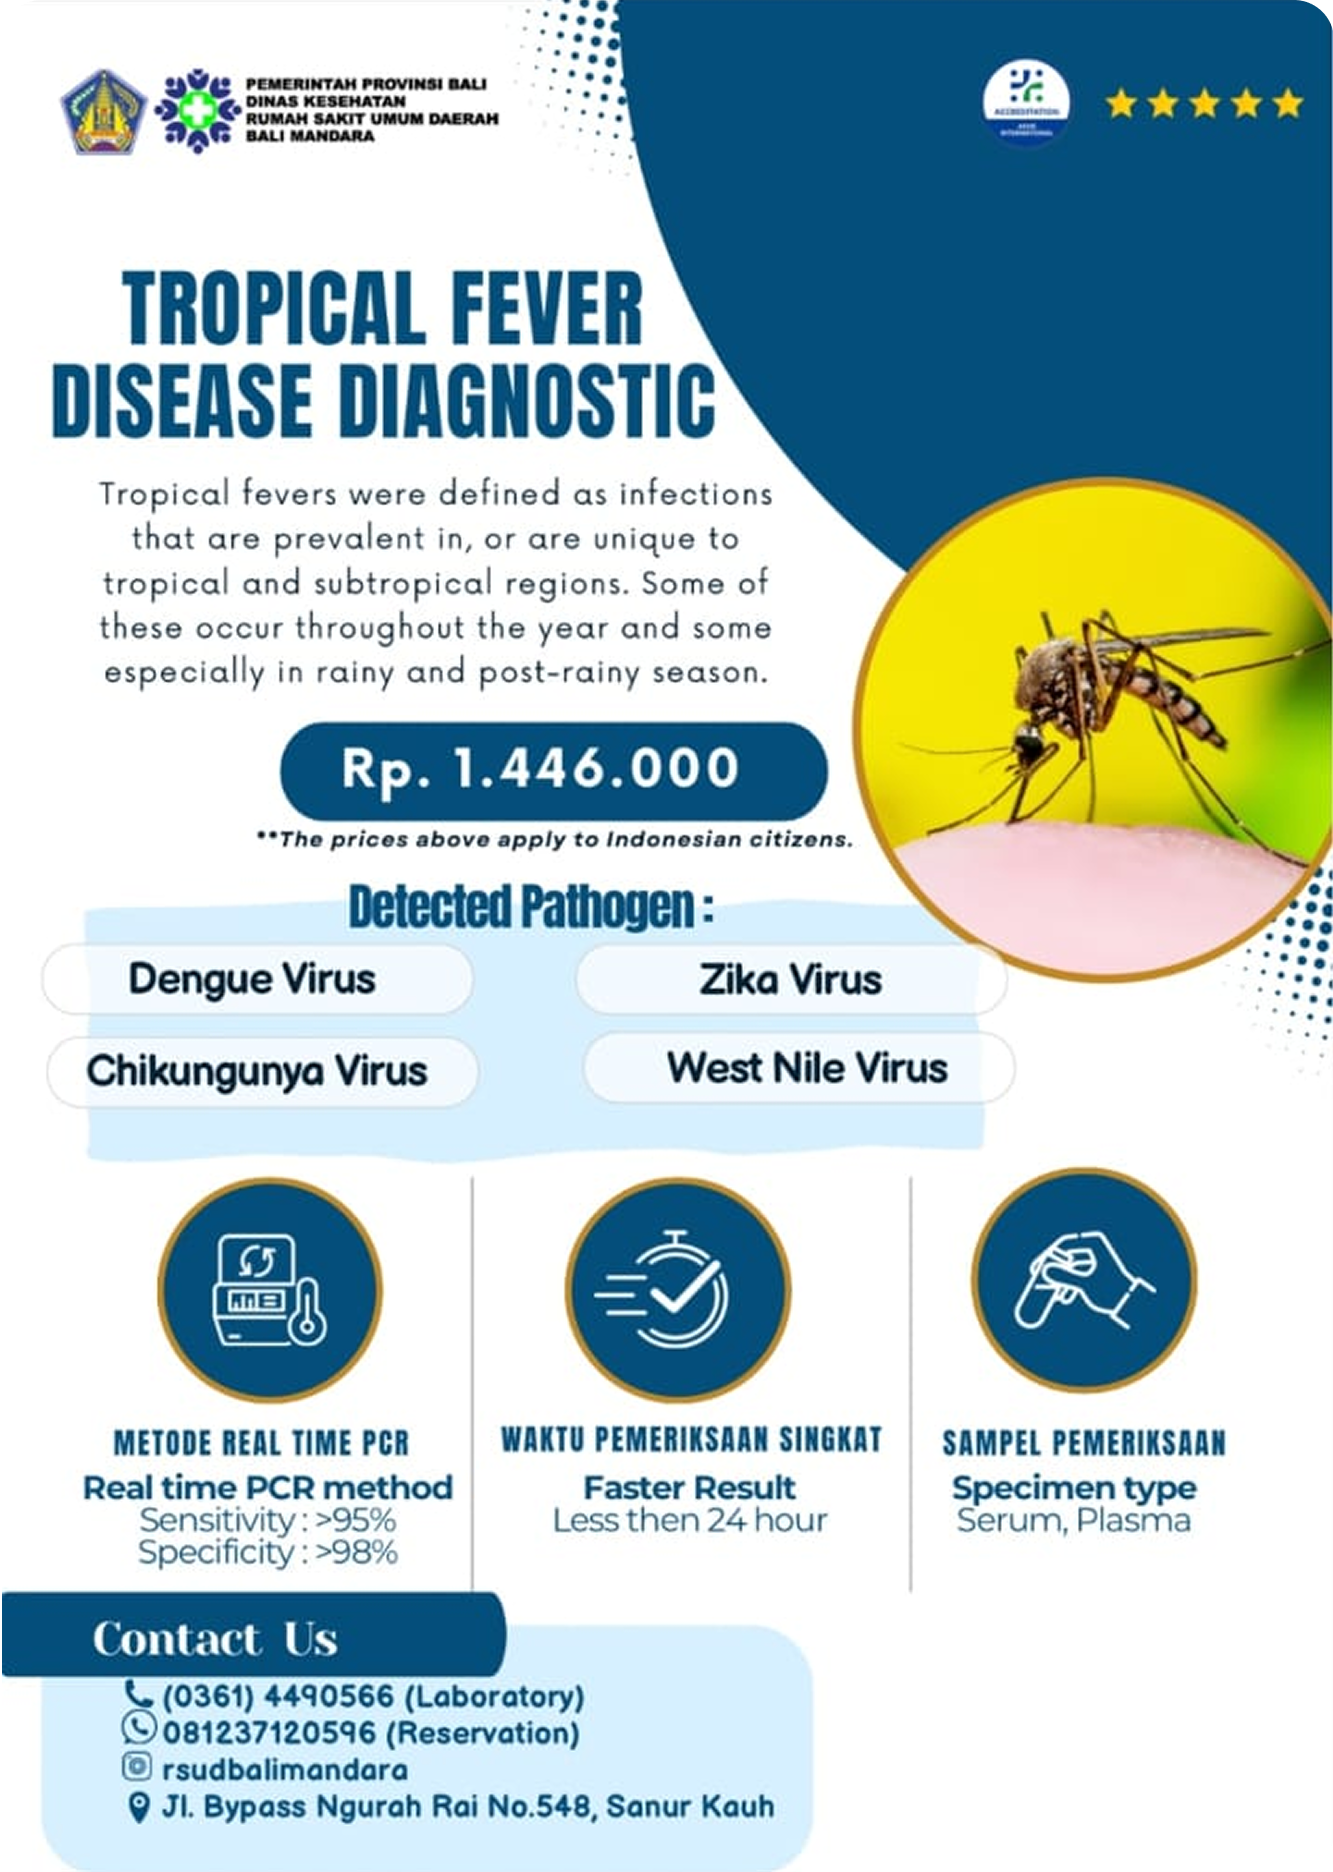 PEMERINTAH PROVINSI BALI
DINAS KESEHATAN
RUMAH SAKIT UMUM DAERAH
BALI MANDARA
ACCREDITATION
INTERNATIONAL
TROPICAL FEVER
DISEASE DIAGNOSTIC
Tropical fevers were defined as infections
that are prevalent in, or are unique to
tropical and subtropical regions. Some of
these occur throughout the year and some
especially in rainy and post-rainy season.
Rp. 1.446.000
**The prices above apply to Indonesian citizens.
Detected Pathogen :
Dengue Virus
Zika Virus
Chikungunya Virus
West Nile Virus
METODE REAL TIME PCR
Real time PCR method
Sensitivity : >95%
Specificity : >98%
WAKTU PEMERIKSAAN SINGKAT
Faster Result
Less then 24 hour
SAMPEL PEMERIKSAAN
Specimen type
Serum, Plasma
Contact Us
(0361) 4490566 (Laboratory)
081237120596 (Reservation)
rsudbalimandara
Jl. Bypass Ngurah Rai No.548, Sanur Kauh